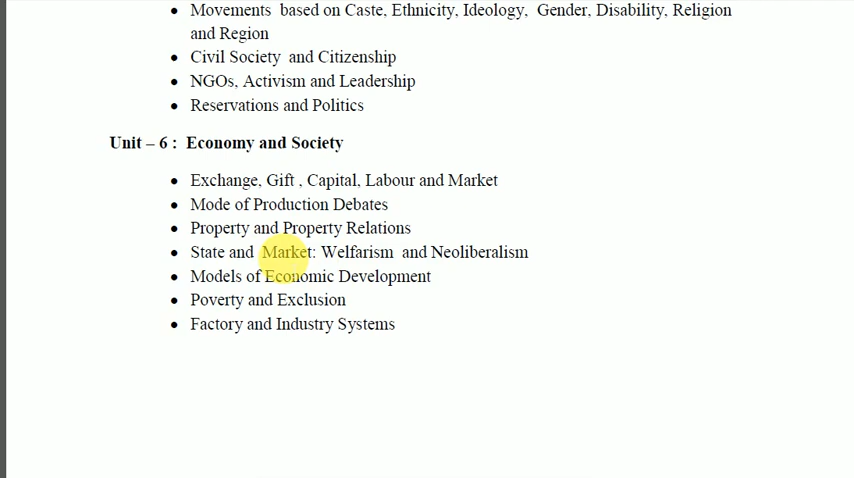 • Movements based on Caste, Ethnicity, Ideology, Gender, Disability, Religion
and Region
• Civil Society and Citizenship
• NGOs, Activism and Leadership
• Reservations and Politics
Unit – 6 : Economy and Society
• Exchange, Gift , Capital, Labour and Market
• Mode of Production Debates
• Property and Property Relations
• State and Market: Welfarism and Neoliberalism
• Models of Economic Development
• Poverty and Exclusion
• Factory and Industry Systems